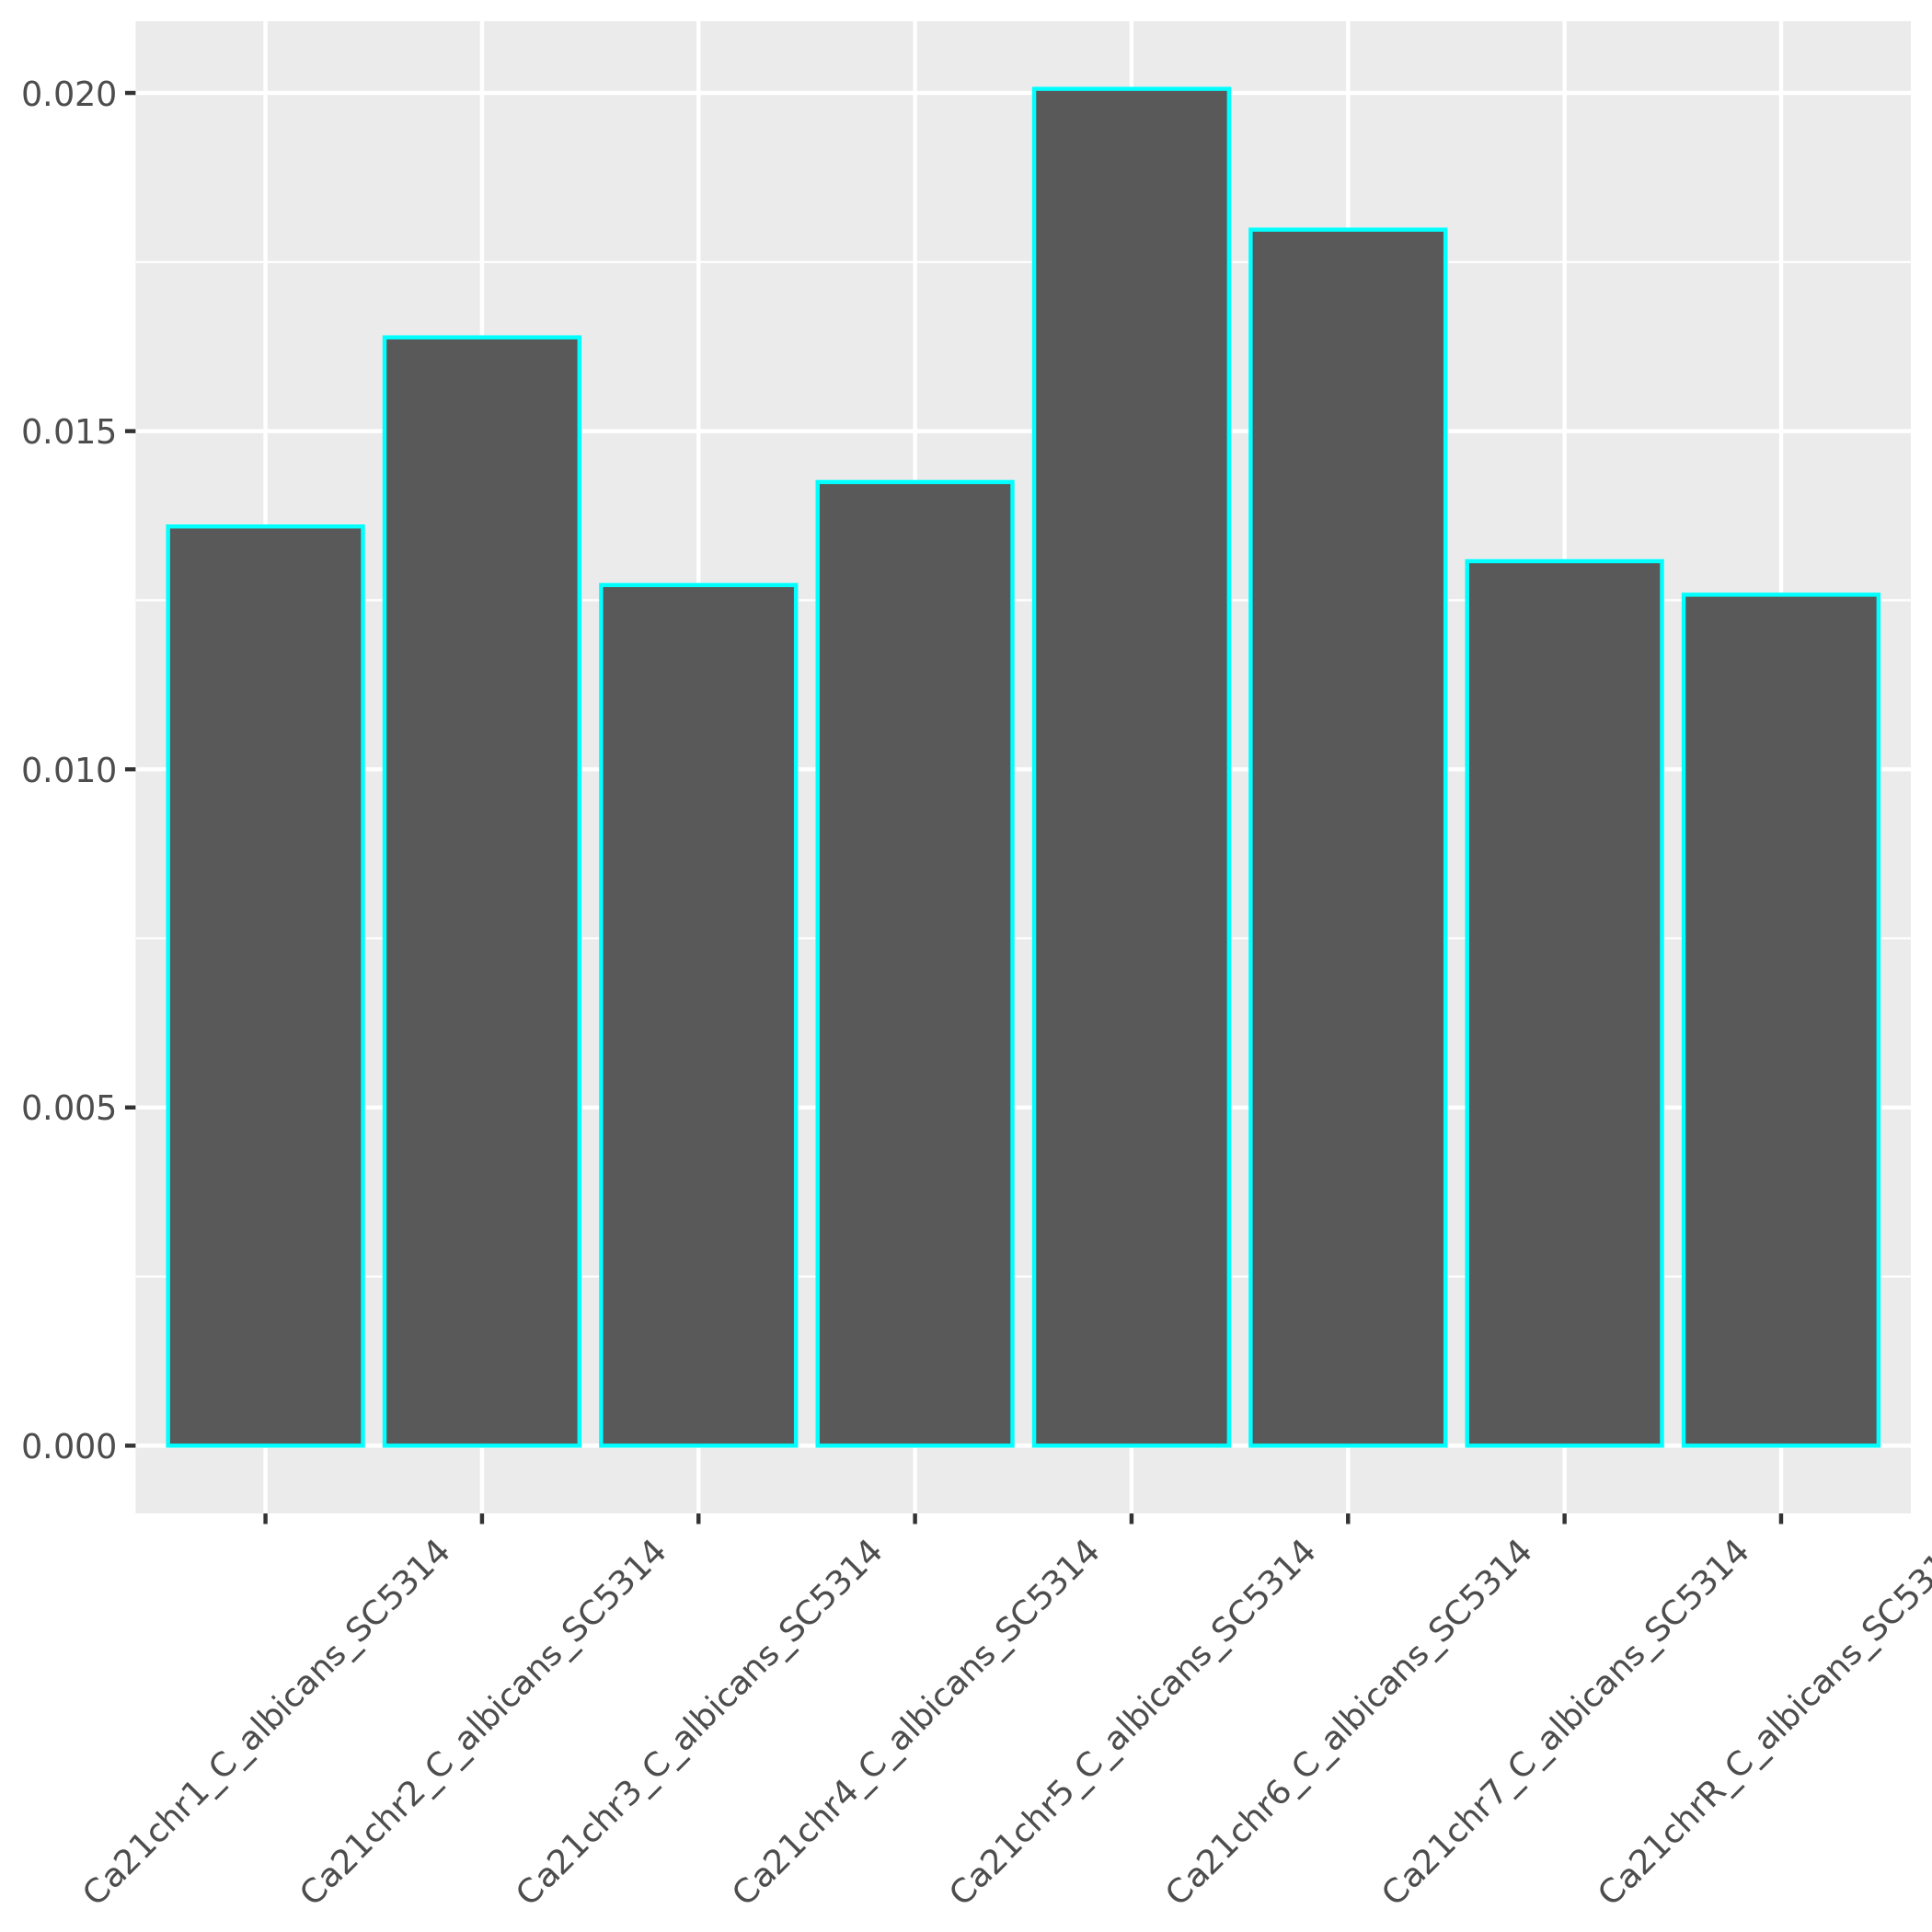 0.020
0.015
0.010
0.005
0.000
Ca21chr1_C_albicans_SC5314
Ca21chr2_C_albicans_SC5314
Ca21chr3_C_albicans_SC5314
Ca21chr4_C_albicans_SC5314
Ca21chr5_C_albicans_SC5314
Ca21chr6_C_albicans_SC5314
Ca21chr7_C_albicans_SC5314
Ca21chrR_C_albicans_SC531